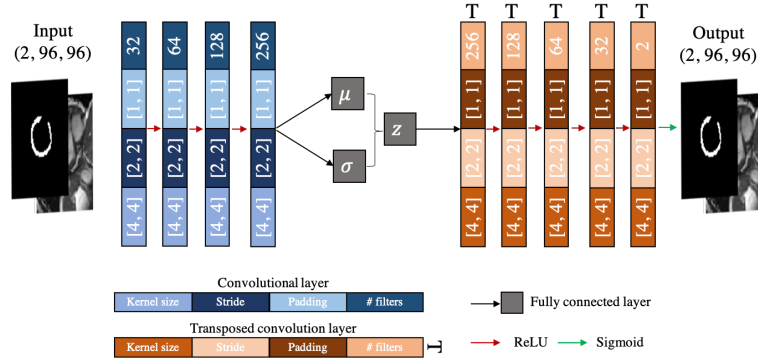 Input
(2, 96, 96)
32
64
128
256
[1, 1]
[1, 1]
[1, 1]
[1, 1]
[2, 2]
[2, 2]
[2, 2]
[2, 2]
[4, 4]
[4, 4]
[4, 4]
[4, 4]
μ
σ
z
T
T
T
T
T
256
128
64
32
2
[1, 1]
[1, 1]
[1, 1]
[1, 1]
[1, 1]
[2, 2]
[2, 2]
[2, 2]
[2, 2]
[2, 2]
[4, 4]
[4, 4]
[4, 4]
[4, 4]
[4, 4]
Output
(2, 96, 96)
Convolutional layer
Kernel size Stride Padding # filters
Transposed convolution layer
Kernel size Stride Padding # filters
T
Fully connected layer
ReLU
Sigmoid